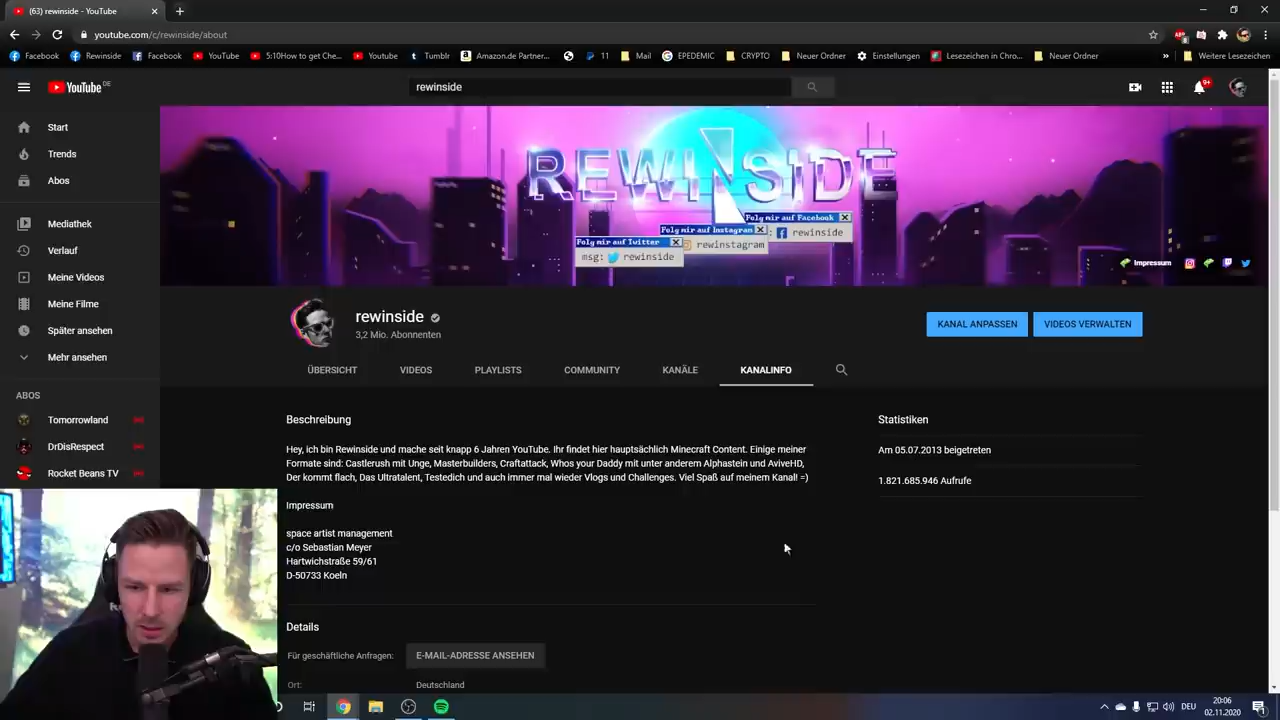 (63) rewinside - YouTube
youtube.com/c/rewinside/about
Facebook Rewinside Facebook YouTube 5:10How to get Che... Youtube Tumblr Amazon.de Partner... 11 Mail EPEDEMIC CRYPTO Neuer Ordner Einstellungen Lesezeichen in Chro... Neuer Ordner » Weitere Lesezeichen
YouTube DE
rewinside
9+
Start
Trends
Abos
Mediathek
Verlauf
Meine Videos
Meine Filme
Später ansehen
Mehr ansehen
ABOS
Tomorrowland
DrDisRespect
Rocket Beans TV
REWINSIDE
Folg mir auf Facebook
rewinside
Folg mir auf Instagram
rewinstagram
Folg mir auf Twitter
msg: rewinside
Impressum
rewinside
3,2 Mio. Abonnenten
KANAL ANPASSEN
VIDEOS VERWALTEN
ÜBERSICHT VIDEOS PLAYLISTS COMMUNITY KANÄLE KANALINFO
Beschreibung
Hey, ich bin Rewinside und mache seit knapp 6 Jahren YouTube. Ihr findet hier hauptsächlich Minecraft Content. Einige meiner
Formate sind: Castlerush mit Unge, Masterbuilders, Craftattack, Whos your Daddy mit unter anderem Alphastein und AviveHD,
Der kommt flach, Das Ultratalent, Testedich und auch immer mal wieder Vlogs und Challenges. Viel Spaß auf meinem Kanal! =)
Impressum
space artist management
c/o Sebastian Meyer
Hartwichstraße 59/61
D-50733 Koeln
Details
Für geschäftliche Anfragen: E-MAIL-ADRESSE ANSEHEN
Ort: Deutschland
Statistiken
Am 05.07.2013 beigetreten
1.821.685.946 Aufrufe
DEU
20:06
02.11.2020